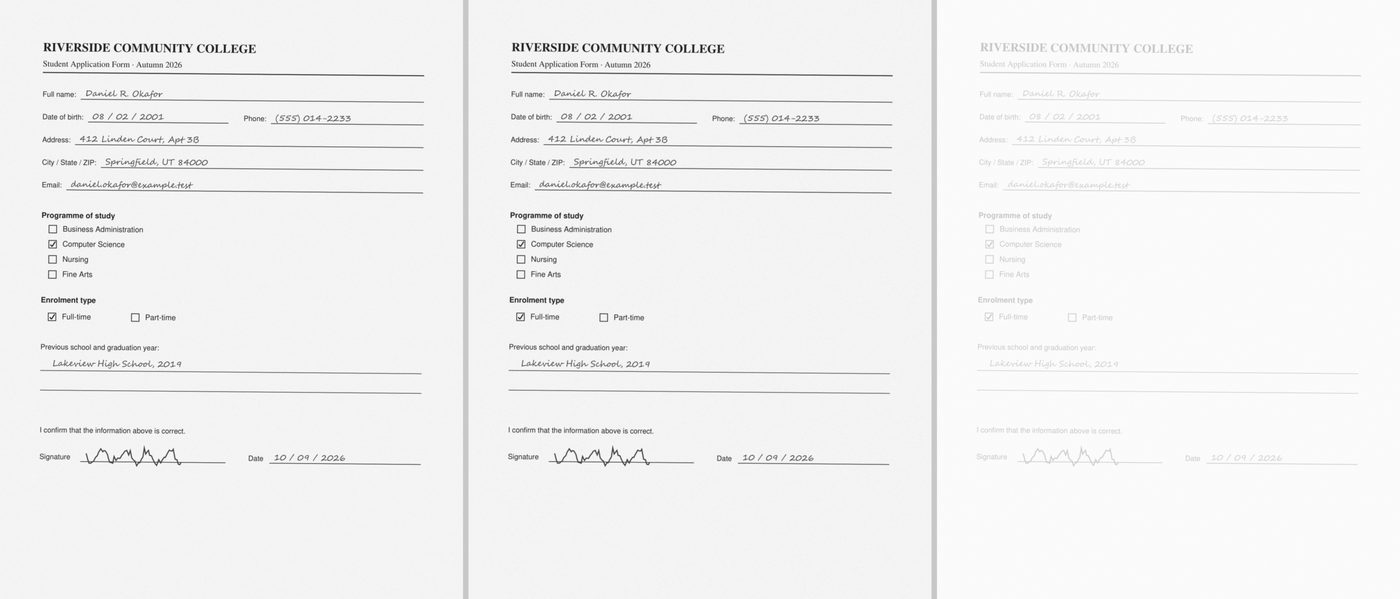 RIVERSIDE COMMUNITY COLLEGE
Student Application Form · Autumn 2026
Full name: Daniel R. Okafor
Date of birth: 08 / 02 / 2001 Phone: (555) 014-2233
Address: 412 Linden Court, Apt 3B
City / State / ZIP: Springfield, UT 84000
Email: daniel.okafor@example.test
Programme of study
Business Administration
Computer Science
Nursing
Fine Arts
Enrolment type
Full-time Part-time
Previous school and graduation year:
Lakeview High School, 2019
I confirm that the information above is correct.
Signature Date 10 / 09 / 2026
RIVERSIDE COMMUNITY COLLEGE
Student Application Form · Autumn 2026
Full name: Daniel R. Okafor
Date of birth: 08 / 02 / 2001 Phone: (555) 014-2233
Address: 412 Linden Court, Apt 3B
City / State / ZIP: Springfield, UT 84000
Email: daniel.okafor@example.test
Programme of study
Business Administration
Computer Science
Nursing
Fine Arts
Enrolment type
Full-time Part-time
Previous school and graduation year:
Lakeview High School, 2019
I confirm that the information above is correct.
Signature Date 10 / 09 / 2026
RIVERSIDE COMMUNITY COLLEGE
Student Application Form · Autumn 2026
Full name: Daniel R. Okafor
Date of birth: 08 / 02 / 2001 Phone: (555) 014-2233
Address: 412 Linden Court, Apt 3B
City / State / ZIP: Springfield, UT 84000
Email: daniel.okafor@example.test
Programme of study
Business Administration
Computer Science
Nursing
Fine Arts
Enrolment type
Full-time Part-time
Previous school and graduation year:
Lakeview High School, 2019
I confirm that the information above is correct.
Signature Date 10 / 09 / 2026